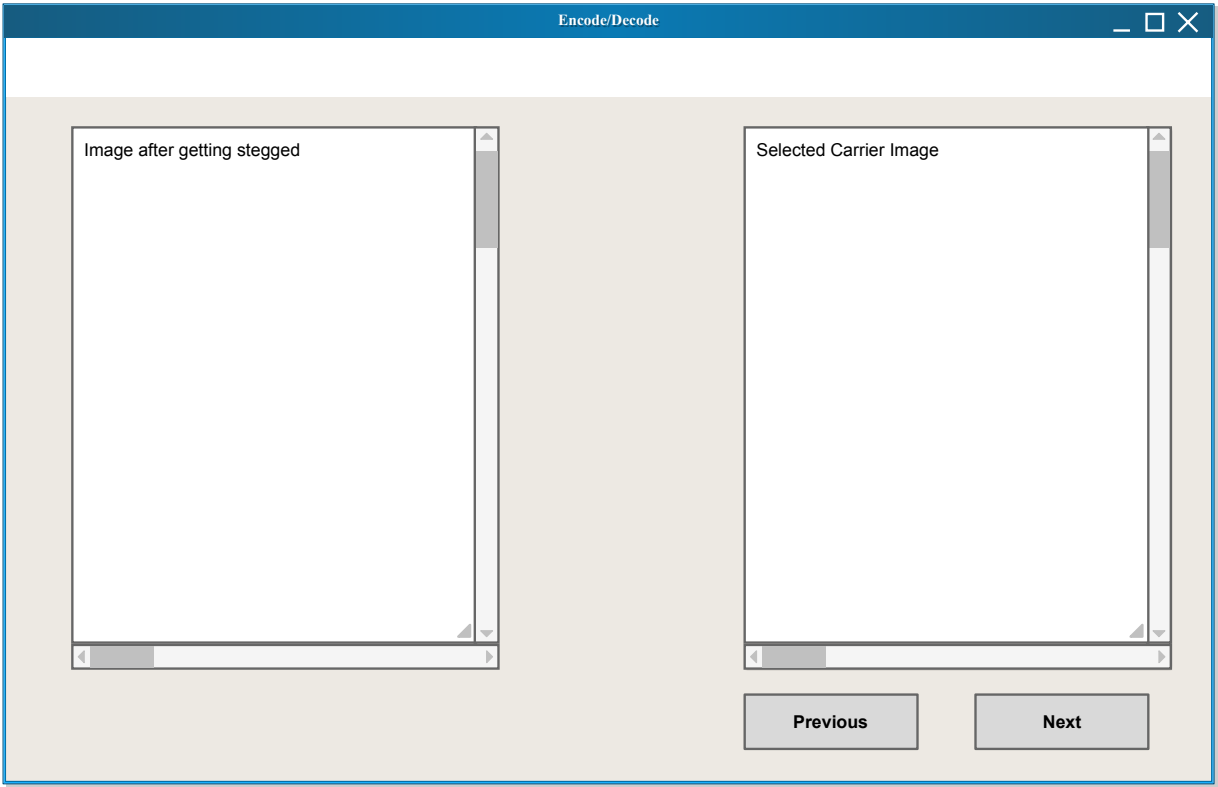 Encode/Decode
Image after getting stegged
Selected Carrier Image
Previous
Next